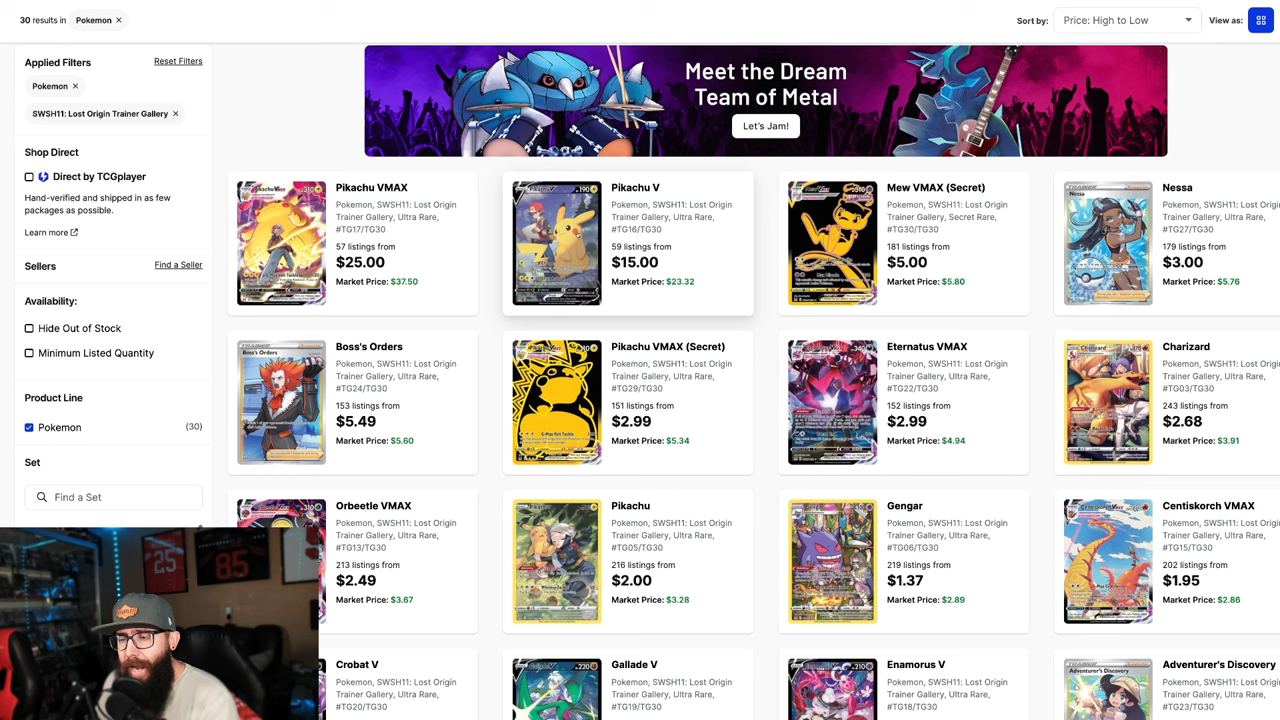 30 results in
Pokemon ×
Sort by:
Price: High to Low
View as:
Applied Filters
Reset Filters
Pokemon ×
SWSH11: Lost Origin Trainer Gallery ×
Shop Direct
Direct by TCGplayer
Hand-verified and shipped in as few
packages as possible.
Learn more
Sellers
Find a Seller
Availability:
Hide Out of Stock
Minimum Listed Quantity
Product Line
Pokemon
(30)
Set
Find a Set
Meet the Dream
Team of Metal
Let's Jam!
Pikachu VMAX
Pokemon, SWSH11: Lost Origin
Trainer Gallery, Ultra Rare,
#TG17/TG30
57 listings from
$25.00
Market Price: $37.50
Pikachu V
Pokemon, SWSH11: Lost Origin
Trainer Gallery, Ultra Rare,
#TG16/TG30
59 listings from
$15.00
Market Price: $23.32
Mew VMAX (Secret)
Pokemon, SWSH11: Lost Origin
Trainer Gallery, Secret Rare,
#TG30/TG30
181 listings from
$5.00
Market Price: $5.80
Nessa
Pokemon, SWSH11: Lost Origin
Trainer Gallery, Ultra Rare,
#TG27/TG30
179 listings from
$3.00
Market Price: $5.76
Boss's Orders
Pokemon, SWSH11: Lost Origin
Trainer Gallery, Ultra Rare,
#TG24/TG30
153 listings from
$5.49
Market Price: $5.60
Pikachu VMAX (Secret)
Pokemon, SWSH11: Lost Origin
Trainer Gallery, Ultra Rare,
#TG29/TG30
151 listings from
$2.99
Market Price: $5.34
Eternatus VMAX
Pokemon, SWSH11: Lost Origin
Trainer Gallery, Ultra Rare,
#TG22/TG30
152 listings from
$2.99
Market Price: $4.94
Charizard
Pokemon, SWSH11: Lost Origin
Trainer Gallery, Ultra Rare,
#TG03/TG30
243 listings from
$2.68
Market Price: $3.91
Orbeetle VMAX
Pokemon, SWSH11: Lost Origin
Trainer Gallery, Ultra Rare,
#TG13/TG30
213 listings from
$2.49
Market Price: $3.67
Pikachu
Pokemon, SWSH11: Lost Origin
Trainer Gallery, Ultra Rare,
#TG05/TG30
216 listings from
$2.00
Market Price: $3.28
Gengar
Pokemon, SWSH11: Lost Origin
Trainer Gallery, Ultra Rare,
#TG06/TG30
219 listings from
$1.37
Market Price: $2.89
Centiskorch VMAX
Pokemon, SWSH11: Lost Origin
Trainer Gallery, Ultra Rare,
#TG15/TG30
202 listings from
$1.95
Market Price: $2.86
Crobat V
Pokemon, SWSH11: Lost Origin
Trainer Gallery, Ultra Rare,
#TG20/TG30
Gallade V
Pokemon, SWSH11: Lost Origin
Trainer Gallery, Ultra Rare,
#TG19/TG30
Enamorus V
Pokemon, SWSH11: Lost Origin
Trainer Gallery, Ultra Rare,
#TG18/TG30
Adventurer's Discovery
Pokemon, SWSH11: Lost Origin
Trainer Gallery, Ultra Rare,
#TG23/TG30
25
85